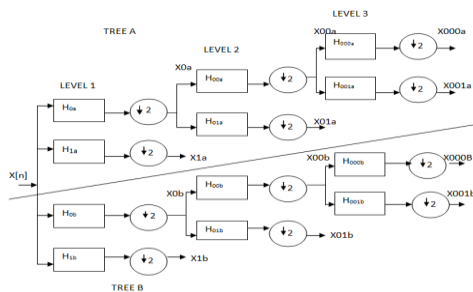 LEVEL 3
TREE A
X00a
H000a
↓2
X000a
LEVEL 2
X0a
H00a
↓2
H001a
↓2
X001a
LEVEL 1
H0a
↓2
H01a
↓2
X01a
H1a
↓2
X1a
X[n]
X00b
H000b
↓2
X000B
X0b
H00b
↓2
H001b
↓2
X001b
H0b
↓2
H01b
↓2
X01b
H1b
↓2
X1b
TREE B